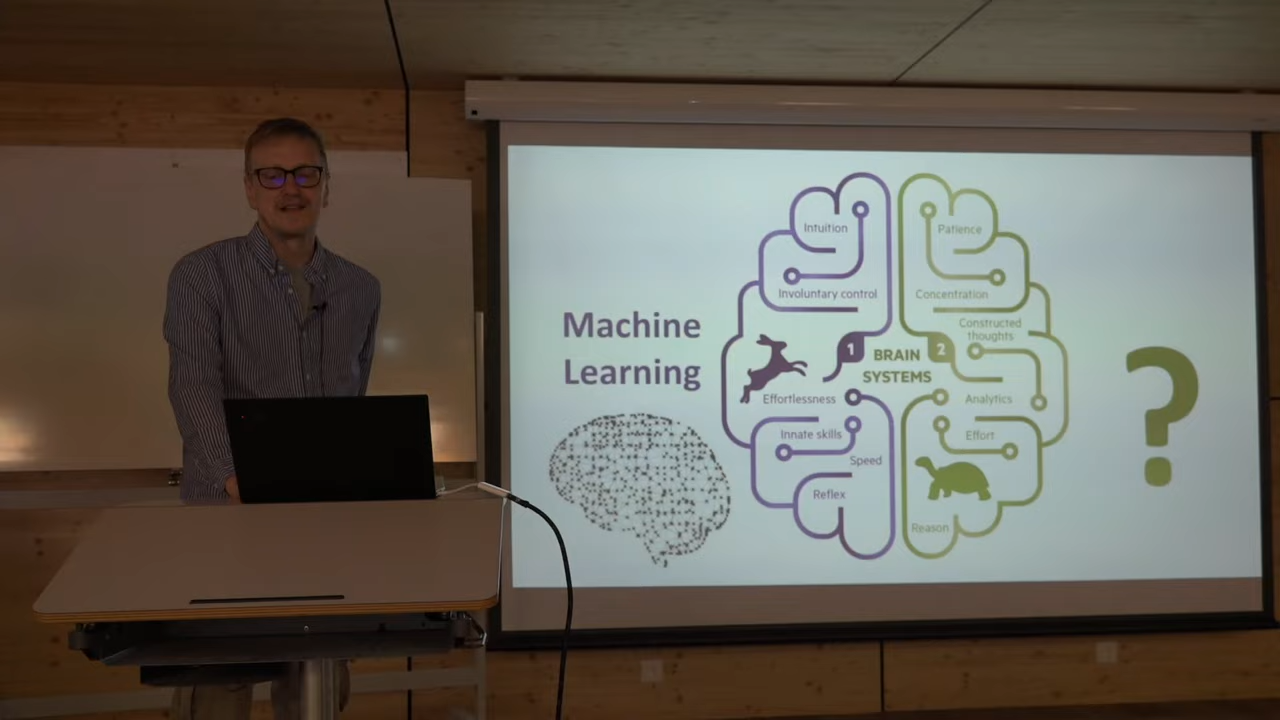 Machine
Learning
Intuition
Involuntary control
1
BRAIN
SYSTEMS
Effortlessness
Innate skills
Speed
Reflex
Patience
Concentration
Constructed
thoughts
2
Analytics
Effort
Reason
?